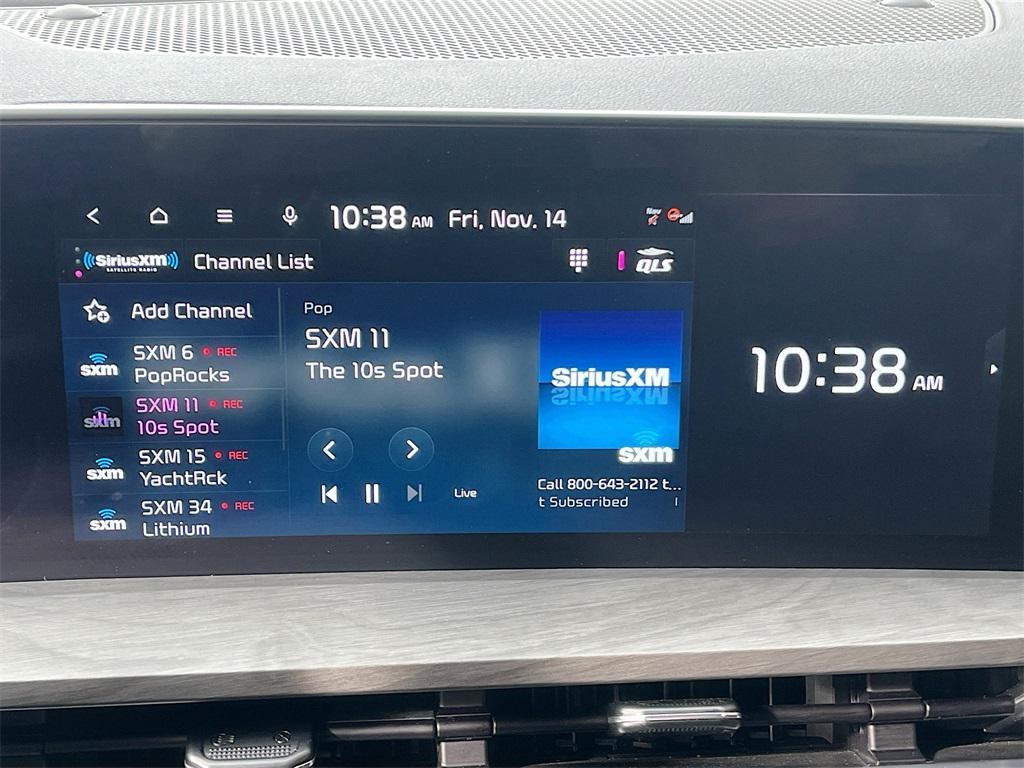 10:38 AM Fri, Nov. 14
Nav
SiriusXM
SATELLITE RADIO
Channel List
QLS
Add Channel
SXM 6 REC
PopRocks
SXM 11 REC
10s Spot
SXM 15 REC
YachtRck
SXM 34 REC
Lithium
sxm
sxm
sxm
sxm
Pop
SXM 11
The 10s Spot
Live
SiriusXM
sxm
Call 800-643-2112 t...
t Subscribed I
10:38 AM